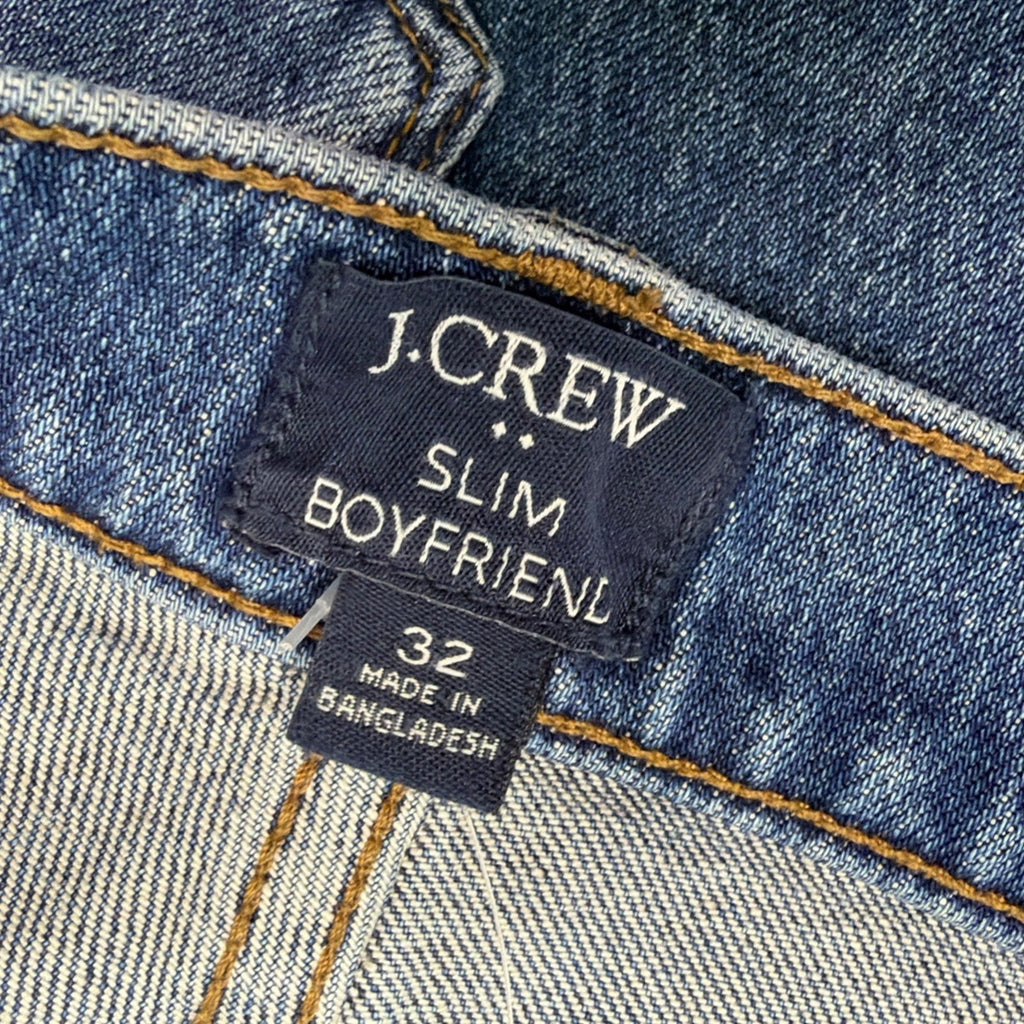 J.CREW
SLIM
BOYFRIEND
32
MADE IN
BANGLADESH